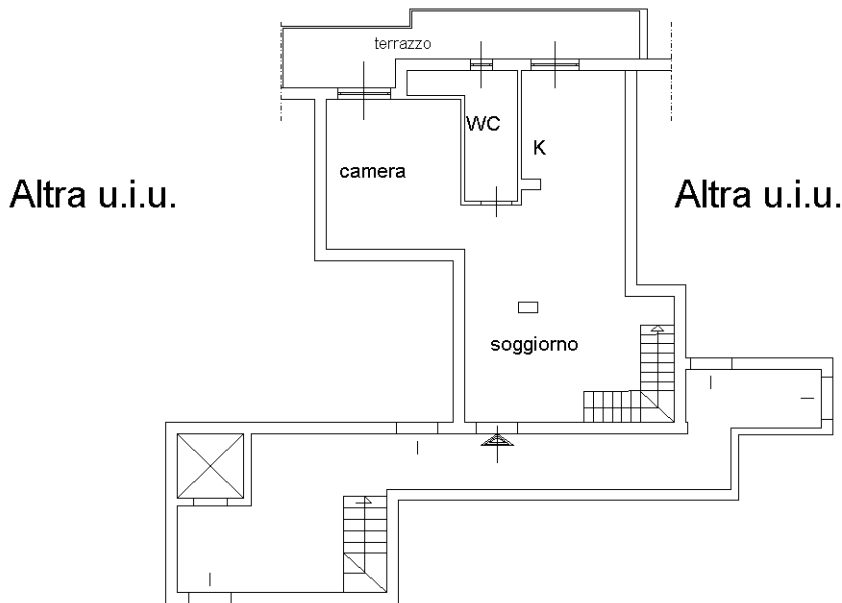 terrazzo
WC
K
camera
Altra u.i.u.
Altra u.i.u.
soggiorno